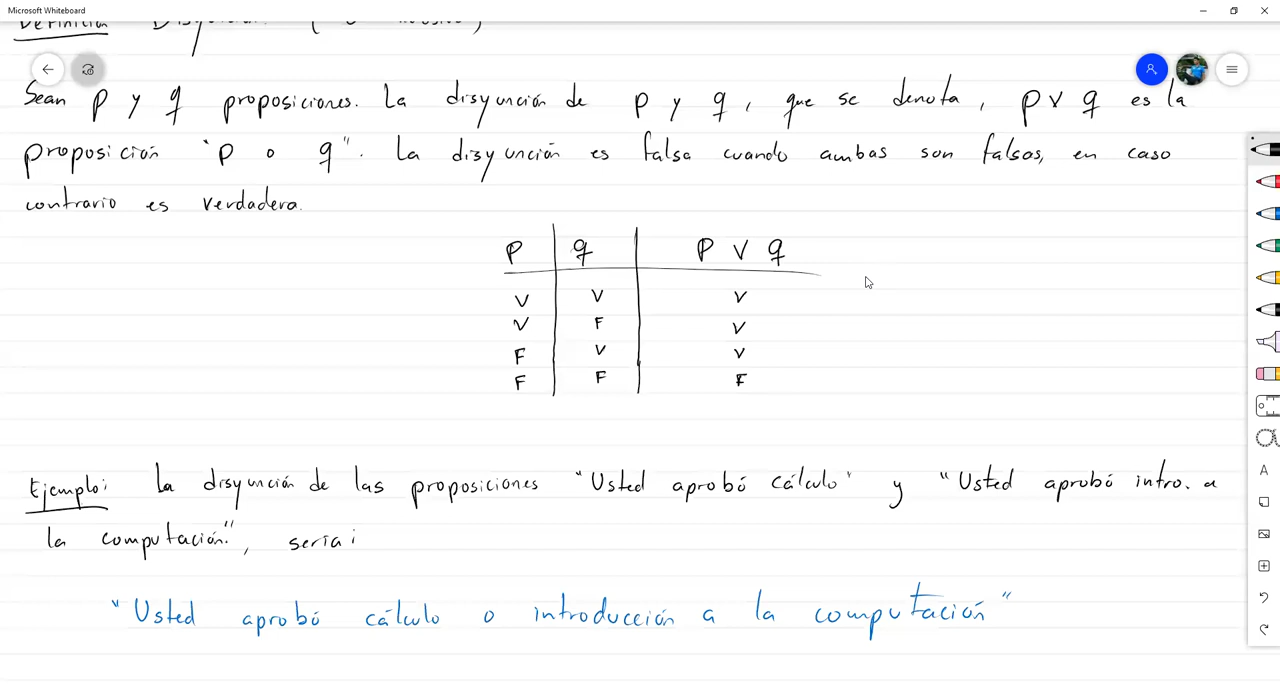 Microsoft Whiteboard
Definición
Sean p y q proposiciones. La disyunción de p y q, que se denota, p v q es la
proposición "p o q". La disyunción es falsa cuando ambas son falsas, en caso
contrario es verdadera.
p q p v q
V V V
V F V
F V V
F F F
Ejemplo: La disyunción de las proposiciones "Usted aprobó cálculo" y "Usted aprobó intro. a
la computación", sería:
"Usted aprobó cálculo o introducción a la computación"